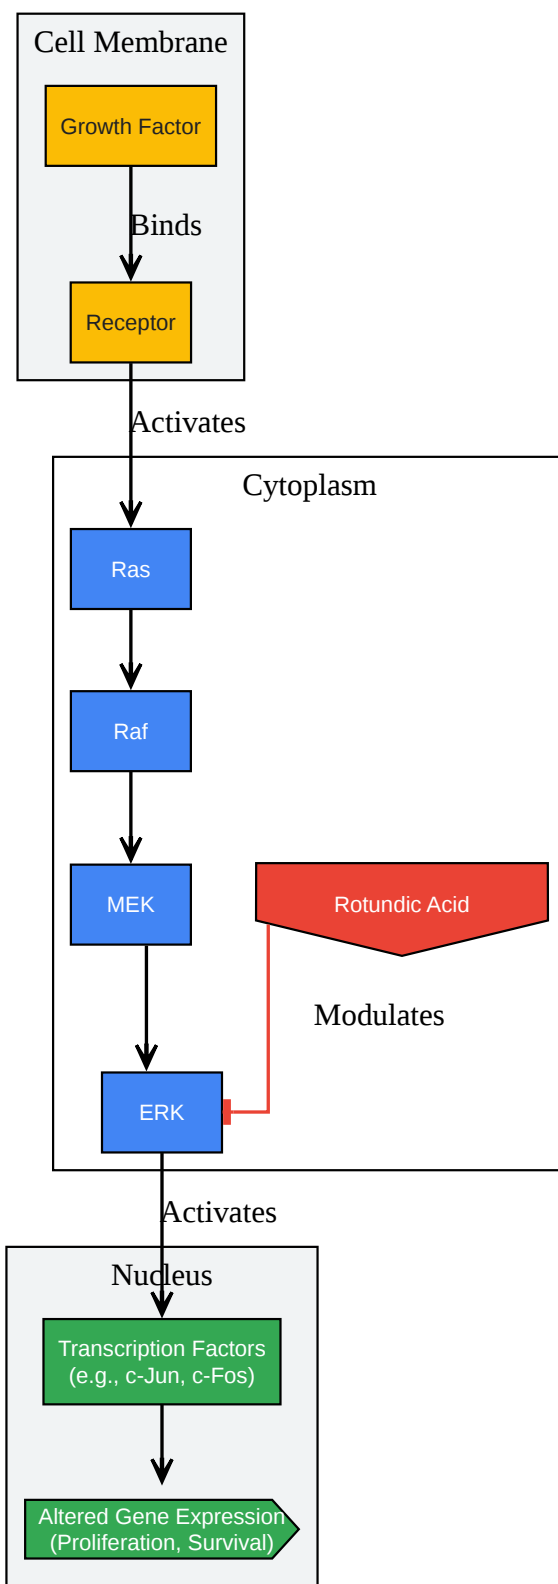 Cell Membrane
Growth Factor
Binds
Receptor
Activates
Cytoplasm
Ras
Raf
MEK
Rotundic Acid
Modulates
ERK
Activates
Nucleus
Transcription Factors
(e.g., c-Jun, c-Fos)
Altered Gene Expression
(Proliferation, Survival)